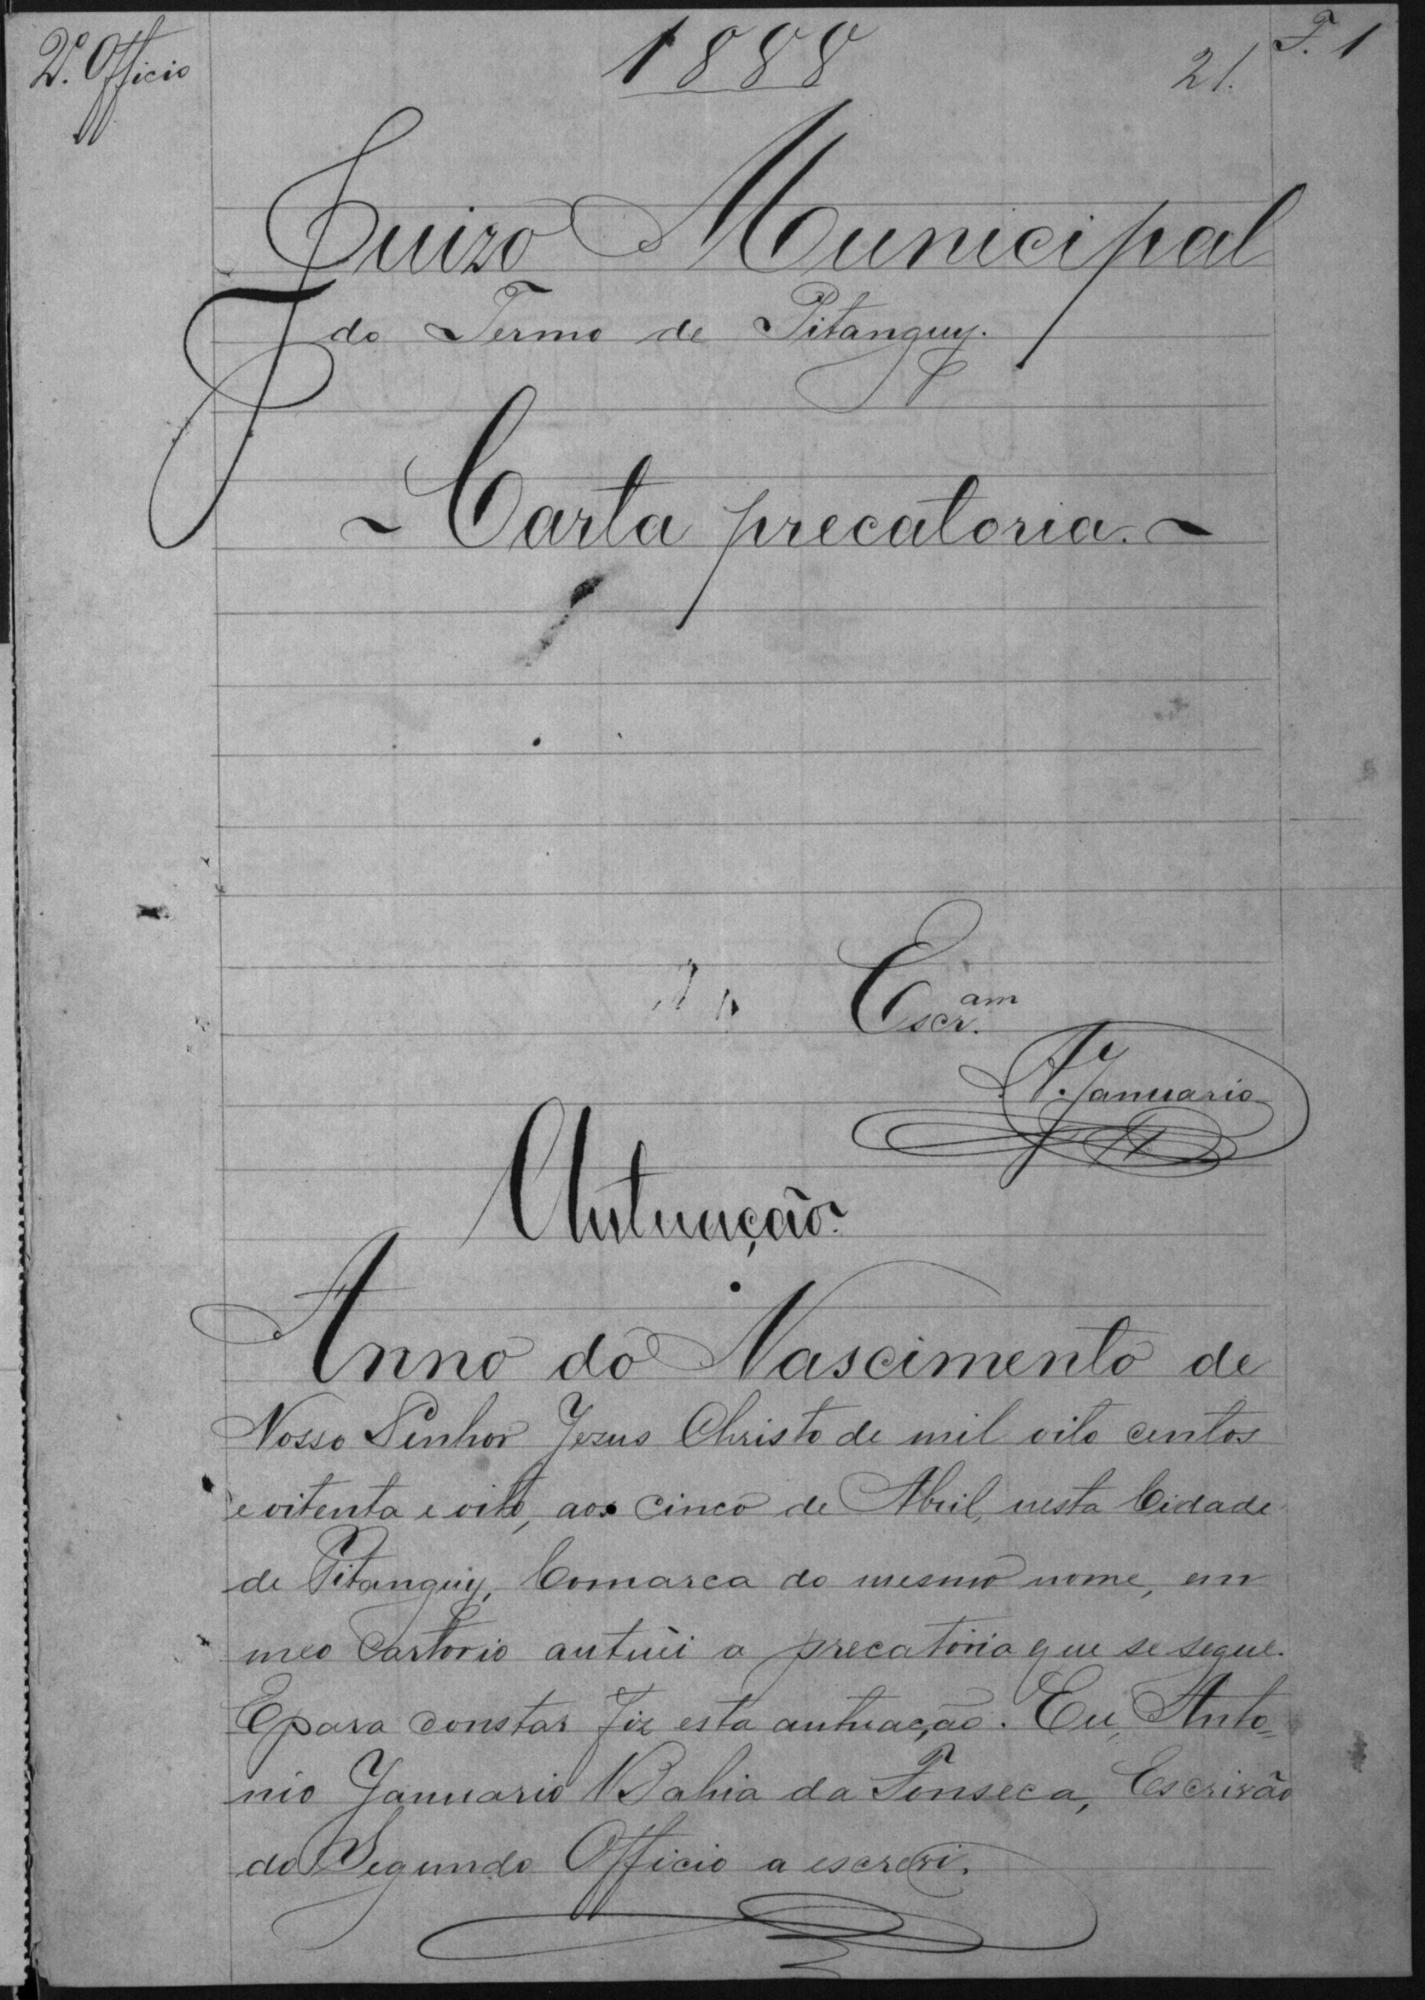 2º. Officio
1888
21.
F. 1
Juizo Municipal
do Termo de Pitanguy.
~ Carta precatoria. ~
Escr.am
A. Januario
Autuação.
Anno do Nascimento de
Nosso Senhor Jezus Christo de mil oito centos
e oitenta e oito, aos cinco de Abril, nesta Cidade
de Pitanguy, Comarca do mesmo nome, em
meo Cartorio autuei a precatoria que se segue.
E para constar fiz esta autuação. Eu, Anto=
nio Januario Bahia da Fonseca, Escrivão
do Segundo Officio a escrevi.